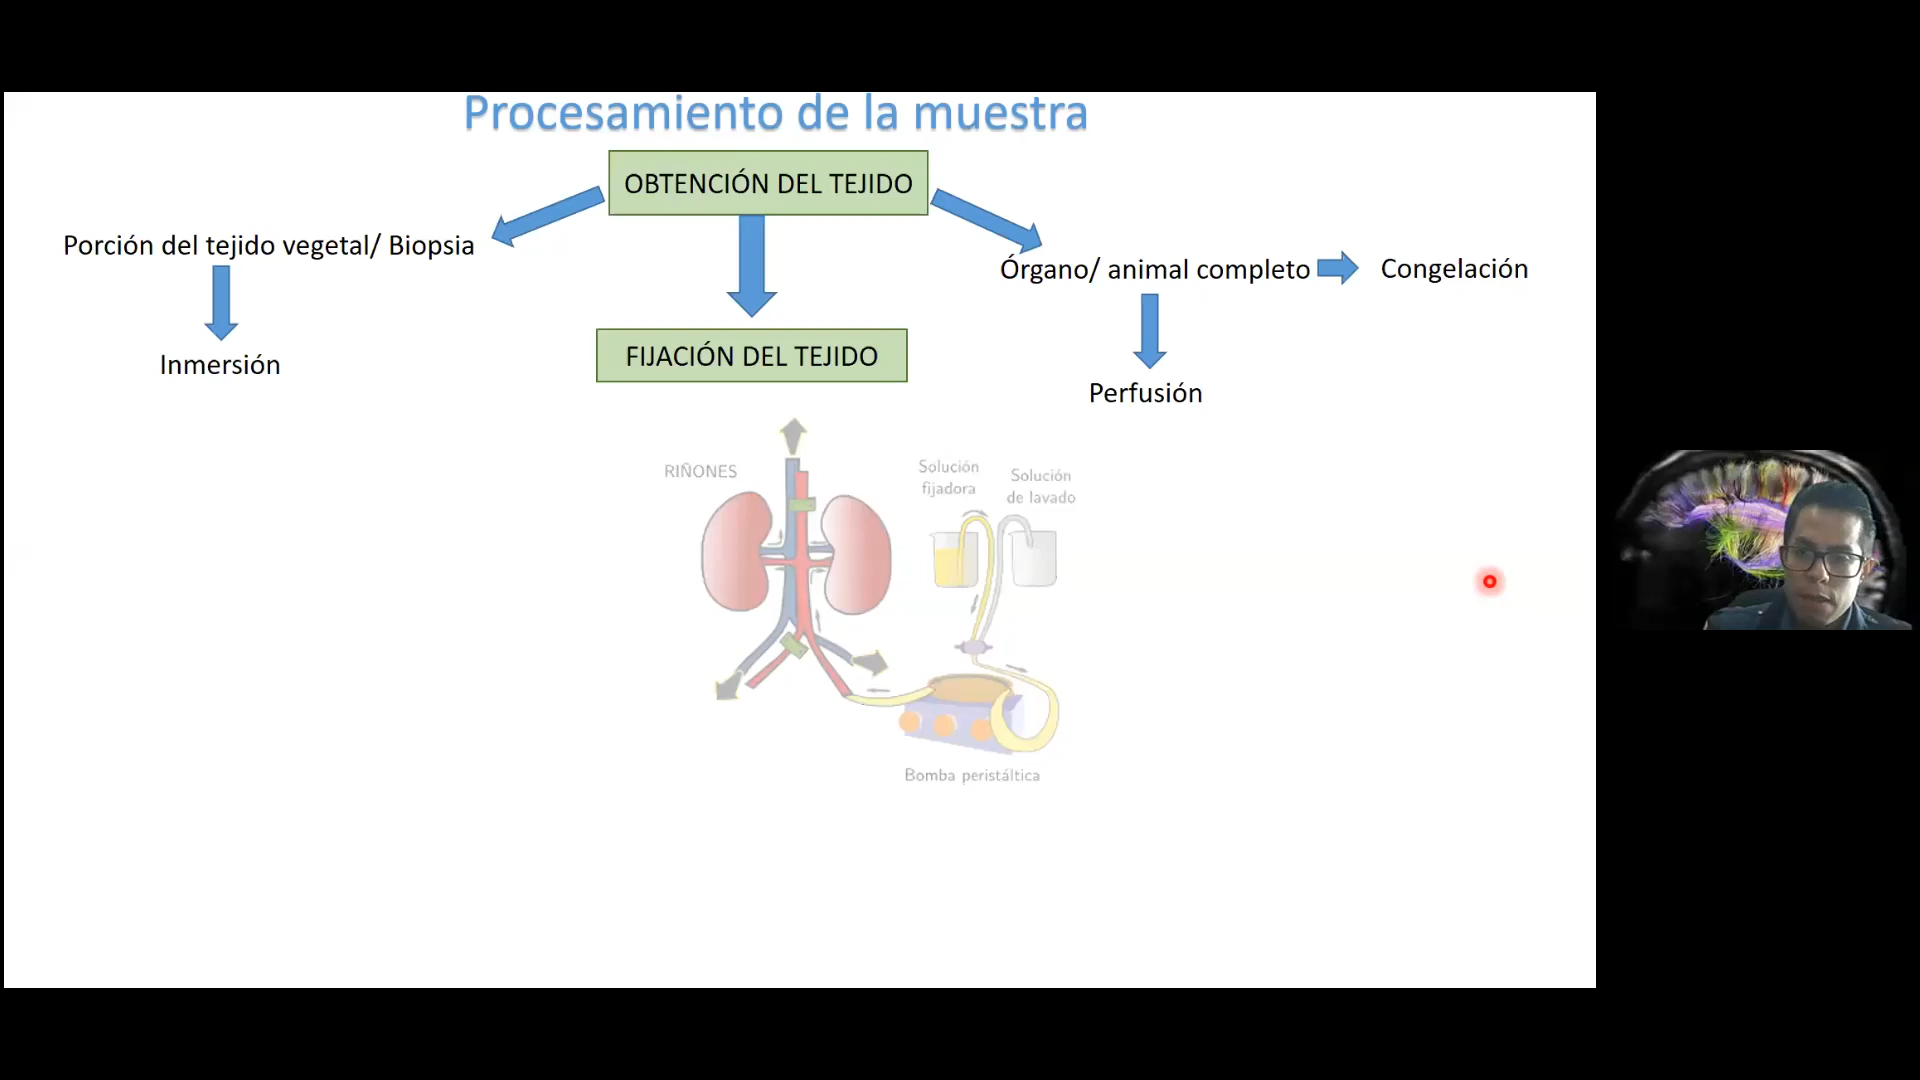 Procesamiento de la muestra
OBTENCIÓN DEL TEJIDO
Porción del tejido vegetal/ Biopsia
Órgano/ animal completo
Congelación
FIJACIÓN DEL TEJIDO
Inmersión
Perfusión
RIÑONES
Solución
fijadora
Solución
de lavado
Bomba peristáltica